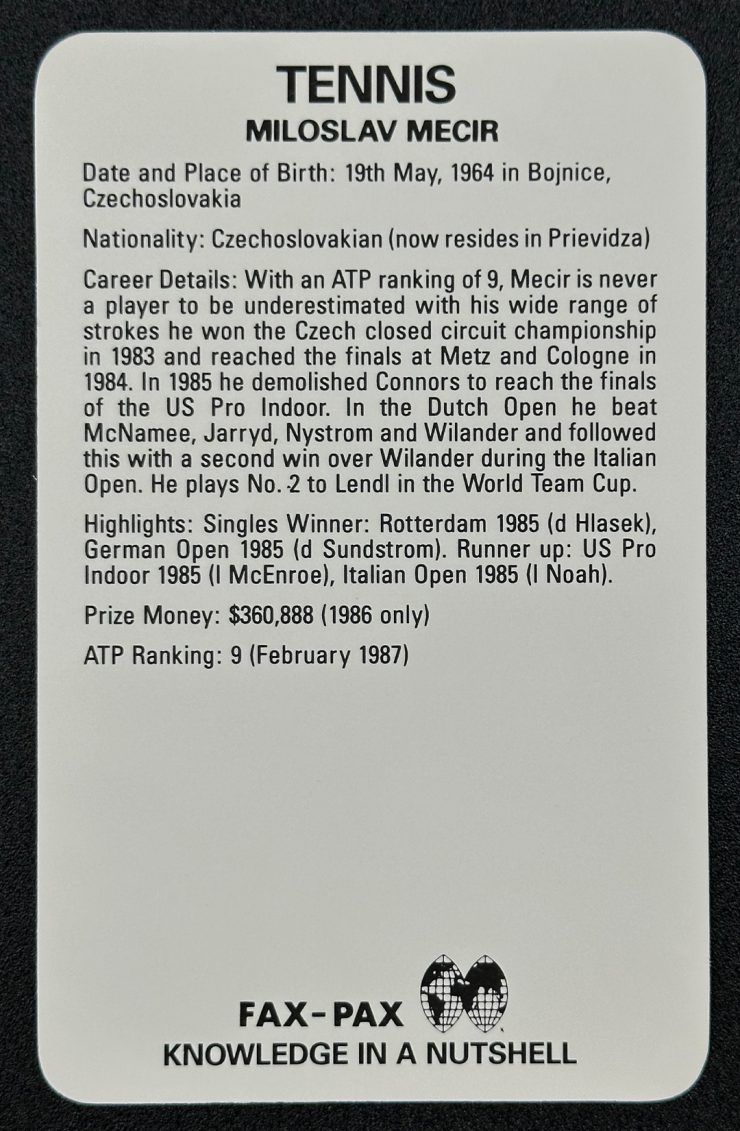 TENNIS
MILOSLAV MECIR
Date and Place of Birth: 19th May, 1964 in Bojnice,
Czechoslovakia
Nationality: Czechoslovakian (now resides in Prievidza)
Career Details: With an ATP ranking of 9, Mecir is never
a player to be underestimated with his wide range of
strokes he won the Czech closed circuit championship
in 1983 and reached the finals at Metz and Cologne in
1984. In 1985 he demolished Connors to reach the finals
of the US Pro Indoor. In the Dutch Open he beat
McNamee, Jarryd, Nystrom and Wilander and followed
this with a second win over Wilander during the Italian
Open. He plays No. 2 to Lendl in the World Team Cup.
Highlights: Singles Winner: Rotterdam 1985 (d Hlasek),
German Open 1985 (d Sundstrom). Runner up: US Pro
Indoor 1985 (l McEnroe), Italian Open 1985 (l Noah).
Prize Money: $360,888 (1986 only)
ATP Ranking: 9 (February 1987)
FAX-PAX
KNOWLEDGE IN A NUTSHELL